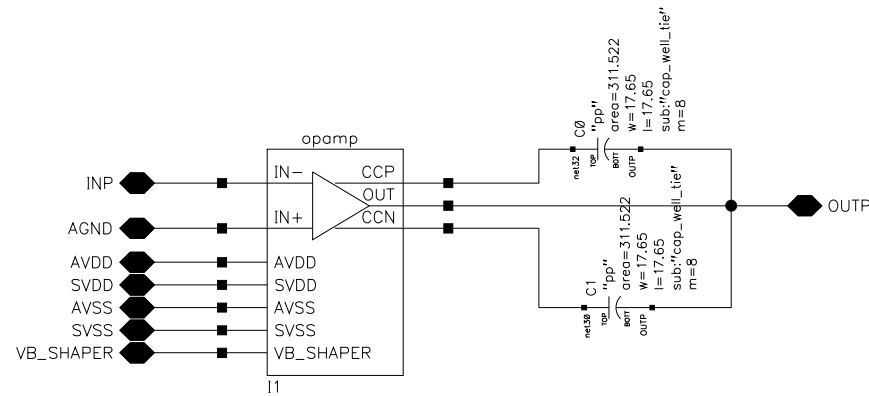 opamp
INP
IN-
CCP
OUT
AGND
IN+
CCN
AVDD
AVDD
SVDD
SVDD
AVSS
AVSS
SVSS
SVSS
VB_SHAPER
VB_SHAPER
I1
net32
C0
TOP
"pp"
BOTT
area=311.522
OUTP
w=17.65
l=17.65
sub:"cap_well_tie"
m=8
net30
C1
TOP
"pp"
BOTT
area=311.522
OUTP
w=17.65
l=17.65
sub:"cap_well_tie"
m=8
OUTP